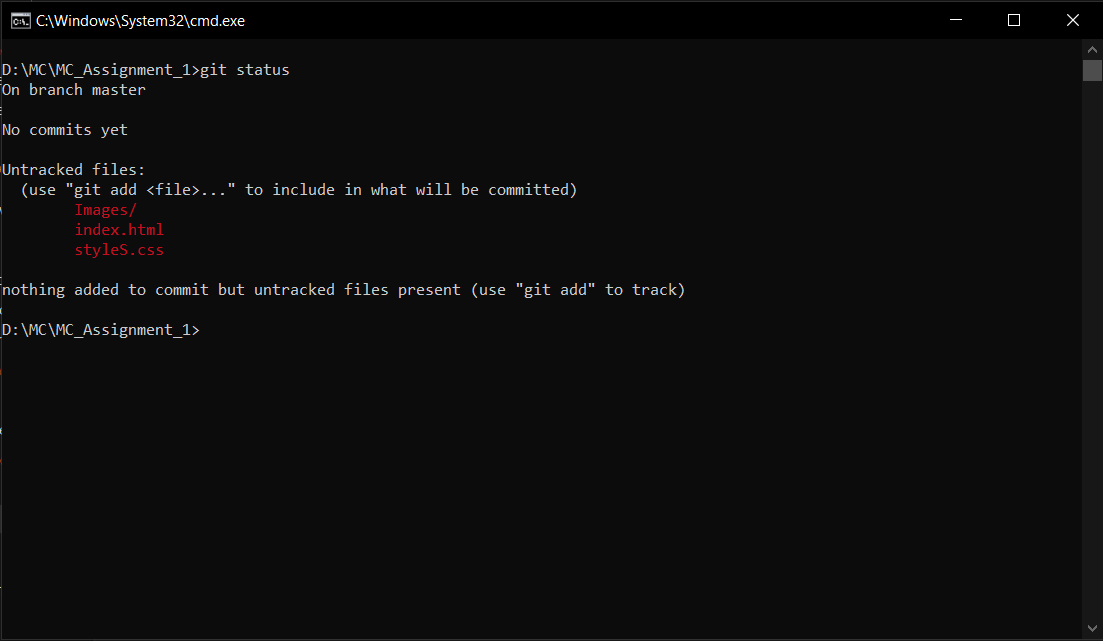 C:\Windows\System32\cmd.exe
D:\MC\MC_Assignment_1>git status
On branch master
No commits yet
Untracked files:
(use "git add <file>..." to include in what will be committed)
Images/
index.html
styleS.css
nothing added to commit but untracked files present (use "git add" to track)
D:\MC\MC_Assignment_1>